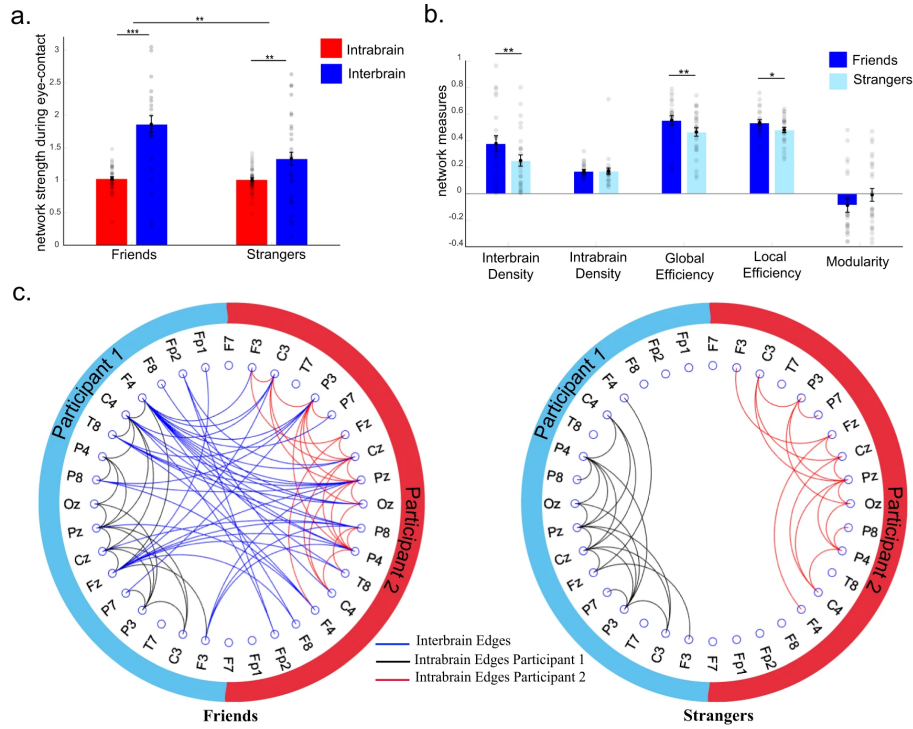 a.
**
***
**
network strength during eye-contact
3
2.5
2
1.5
1
0.5
0
Intrabrain
Interbrain
Friends
Strangers
b.
**
**
*
network measures
1
0.8
0.6
0.4
0.2
0
-0.2
-0.4
Friends
Strangers
Interbrain Density
Intrabrain Density
Global Efficiency
Local Efficiency
Modularity
c.
Participant 1
Participant 2
F7
F3
C3
T7
P3
P7
Fz
Cz
Pz
Oz
P8
P4
T8
C4
F4
F8
Fp2
Fp1
F7
F3
C3
T7
P3
P7
Fz
Cz
Pz
Oz
P8
P4
T8
C4
F4
F8
Fp2
Fp1
Friends
Interbrain Edges
Intrabrain Edges Participant 1
Intrabrain Edges Participant 2
Participant 1
Participant 2
F7
F3
C3
T7
P3
P7
Fz
Cz
Pz
Oz
P8
P4
T8
C4
F4
F8
Fp2
Fp1
F7
F3
C3
T7
P3
P7
Fz
Cz
Pz
Oz
P8
P4
T8
C4
F4
F8
Fp2
Fp1
Strangers